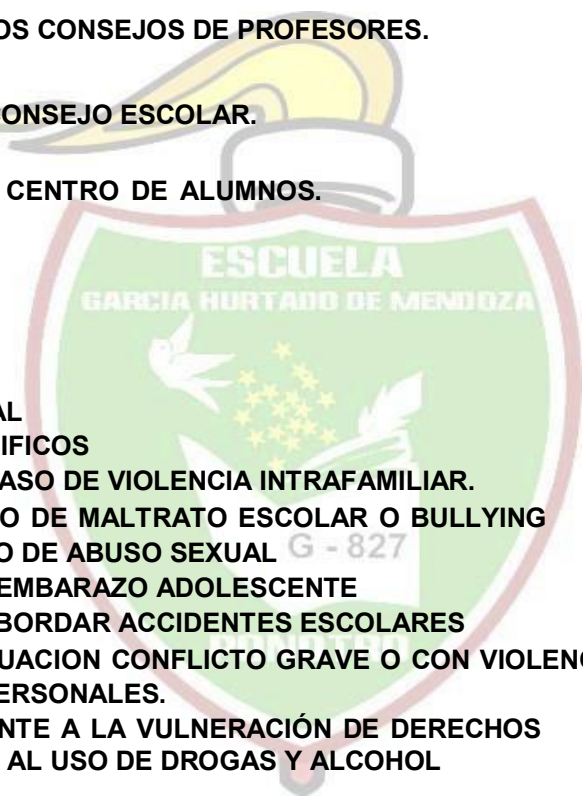 OS CONSEJOS DE PROFESORES.
ONSEJO ESCOLAR.
CENTRO DE ALUMNOS.
ESCUELA
GARCIA HURTADO DE MENDOZA
AL
IFICOS
ASO DE VIOLENCIA INTRAFAMILIAR.
O DE MALTRATO ESCOLAR O BULLYING
O DE ABUSO SEXUAL
G - 827
EMBARAZO ADOLESCENTE
BORDAR ACCIDENTES ESCOLARES
UACION CONFLICTO GRAVE O CON VIOLENC
ERSONALES.
NTE A LA VULNERACIÓN DE DERECHOS
AL USO DE DROGAS Y ALCOHOL